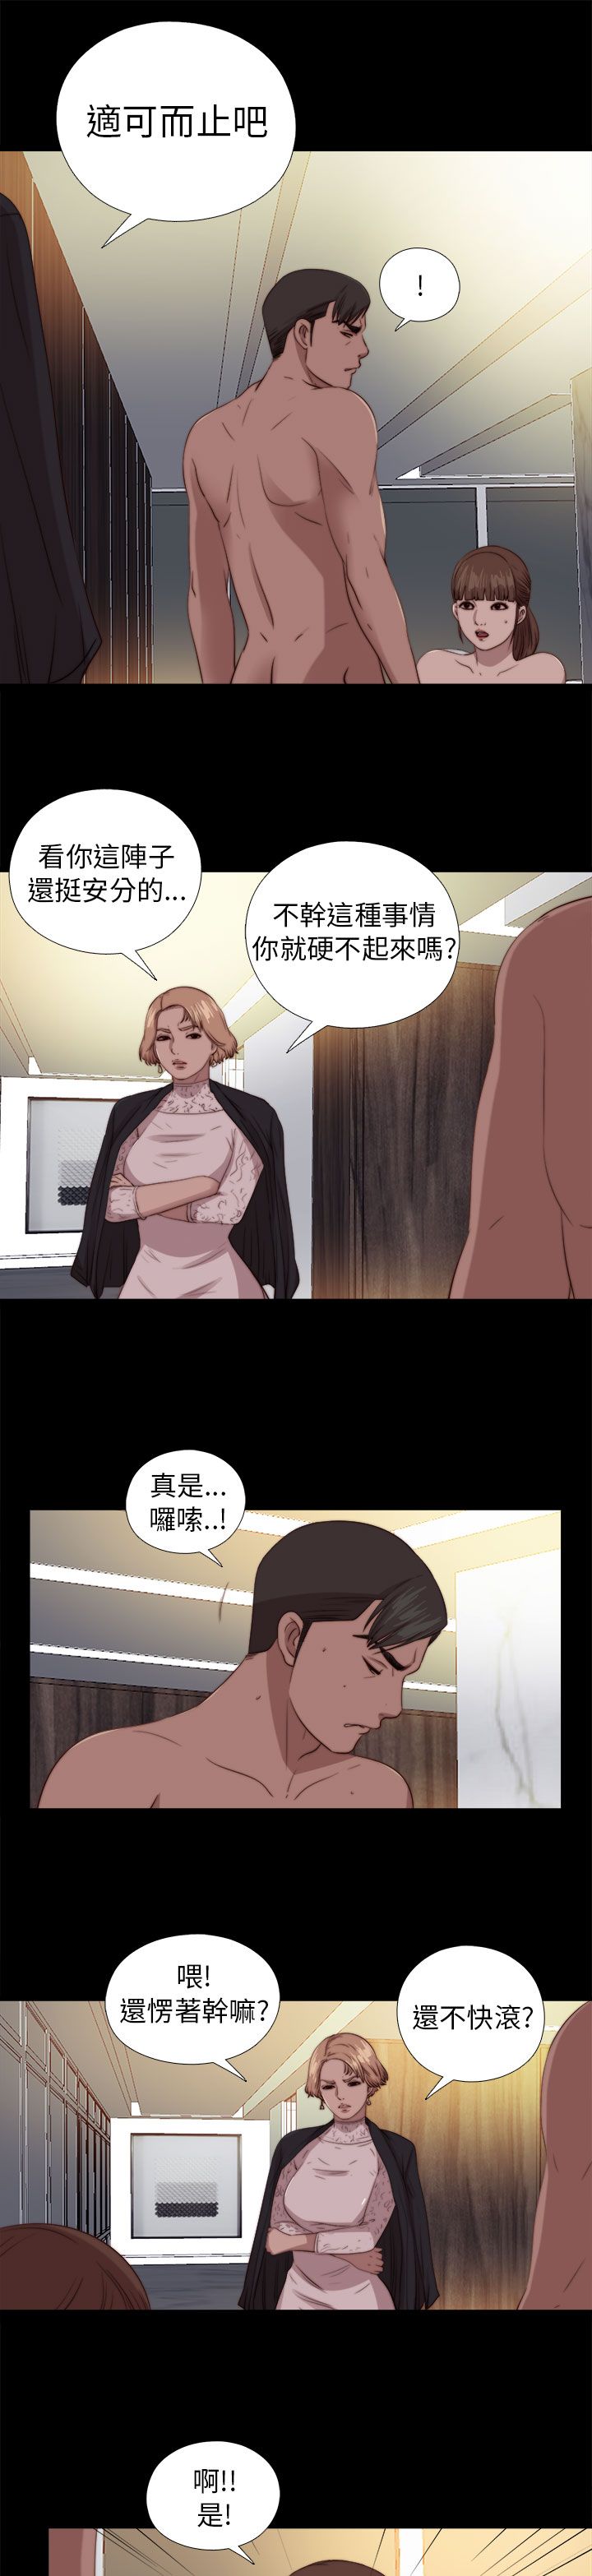 適可而止吧
!
看你這陣子
還挺安分的...
不幹這種事情
你就硬不起來嗎?
真是...
囉嗦..!
喂!
還愣著幹嘛?
還不快滾?
啊!!
是!